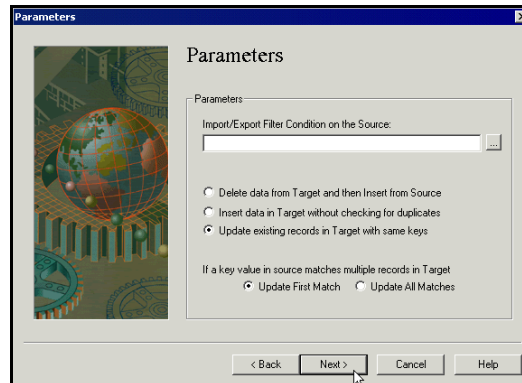 Parameters
Parameters
Parameters
Import/Export Filter Condition on the Source:
...
Delete data from Target and then Insert from Source
Insert data in Target without checking for duplicates
Update existing records in Target with same keys
If a key value in source matches multiple records in Target
Update First Match Update All Matches
< Back Next > Cancel Help